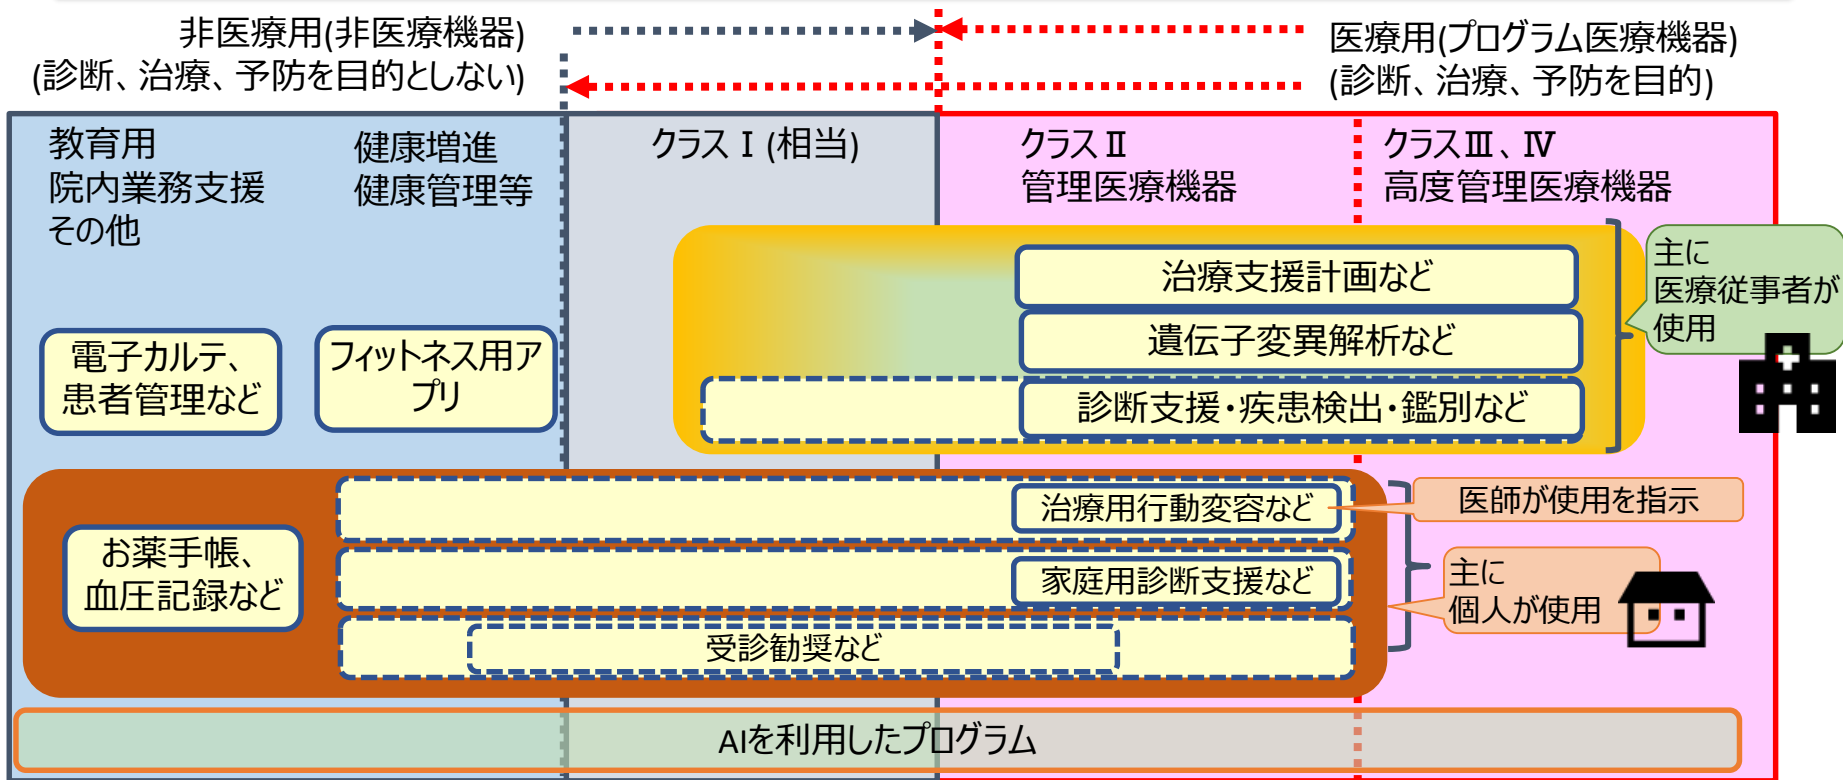 非医療用(非医療機器)
(診断、治療、予防を目的としない)
医療用(プログラム医療機器)
(診断、治療、予防を目的)
教育用
院内業務支援
その他
健康増進
健康管理等
クラスⅠ(相当)
クラスⅡ
管理医療機器
クラスⅢ、Ⅳ
高度管理医療機器
治療支援計画など
遺伝子変異解析など
診断支援・疾患検出・鑑別など
主に
医療従事者が
使用
電子カルテ、
患者管理など
フィットネス用ア
プリ
治療用行動変容など
医師が使用を指示
お薬手帳、
血圧記録など
家庭用診断支援など
主に
個人が使用
受診勧奨など
AIを利用したプログラム